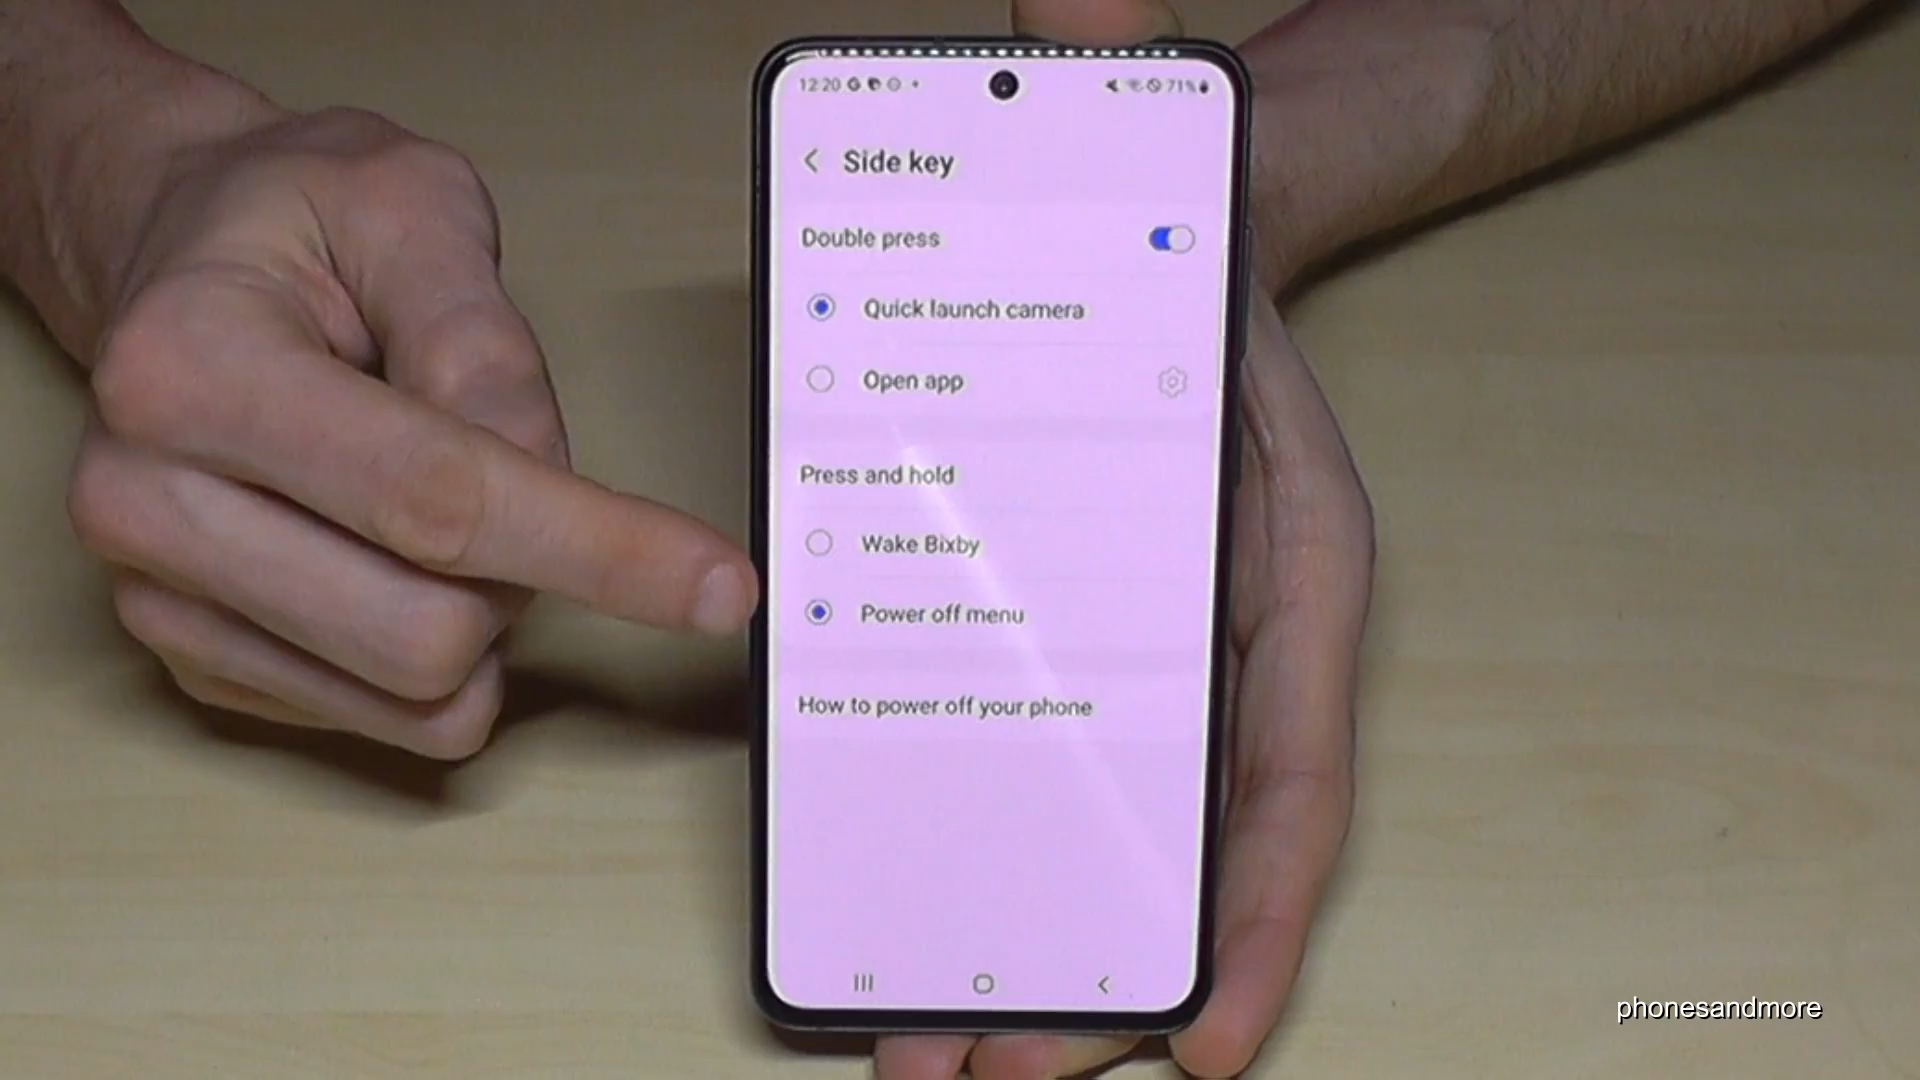 12:20 71%
Side key
Double press
Quick launch camera
Open app
Press and hold
Wake Bixby
Power off menu
How to power off your phone
phonesandmore